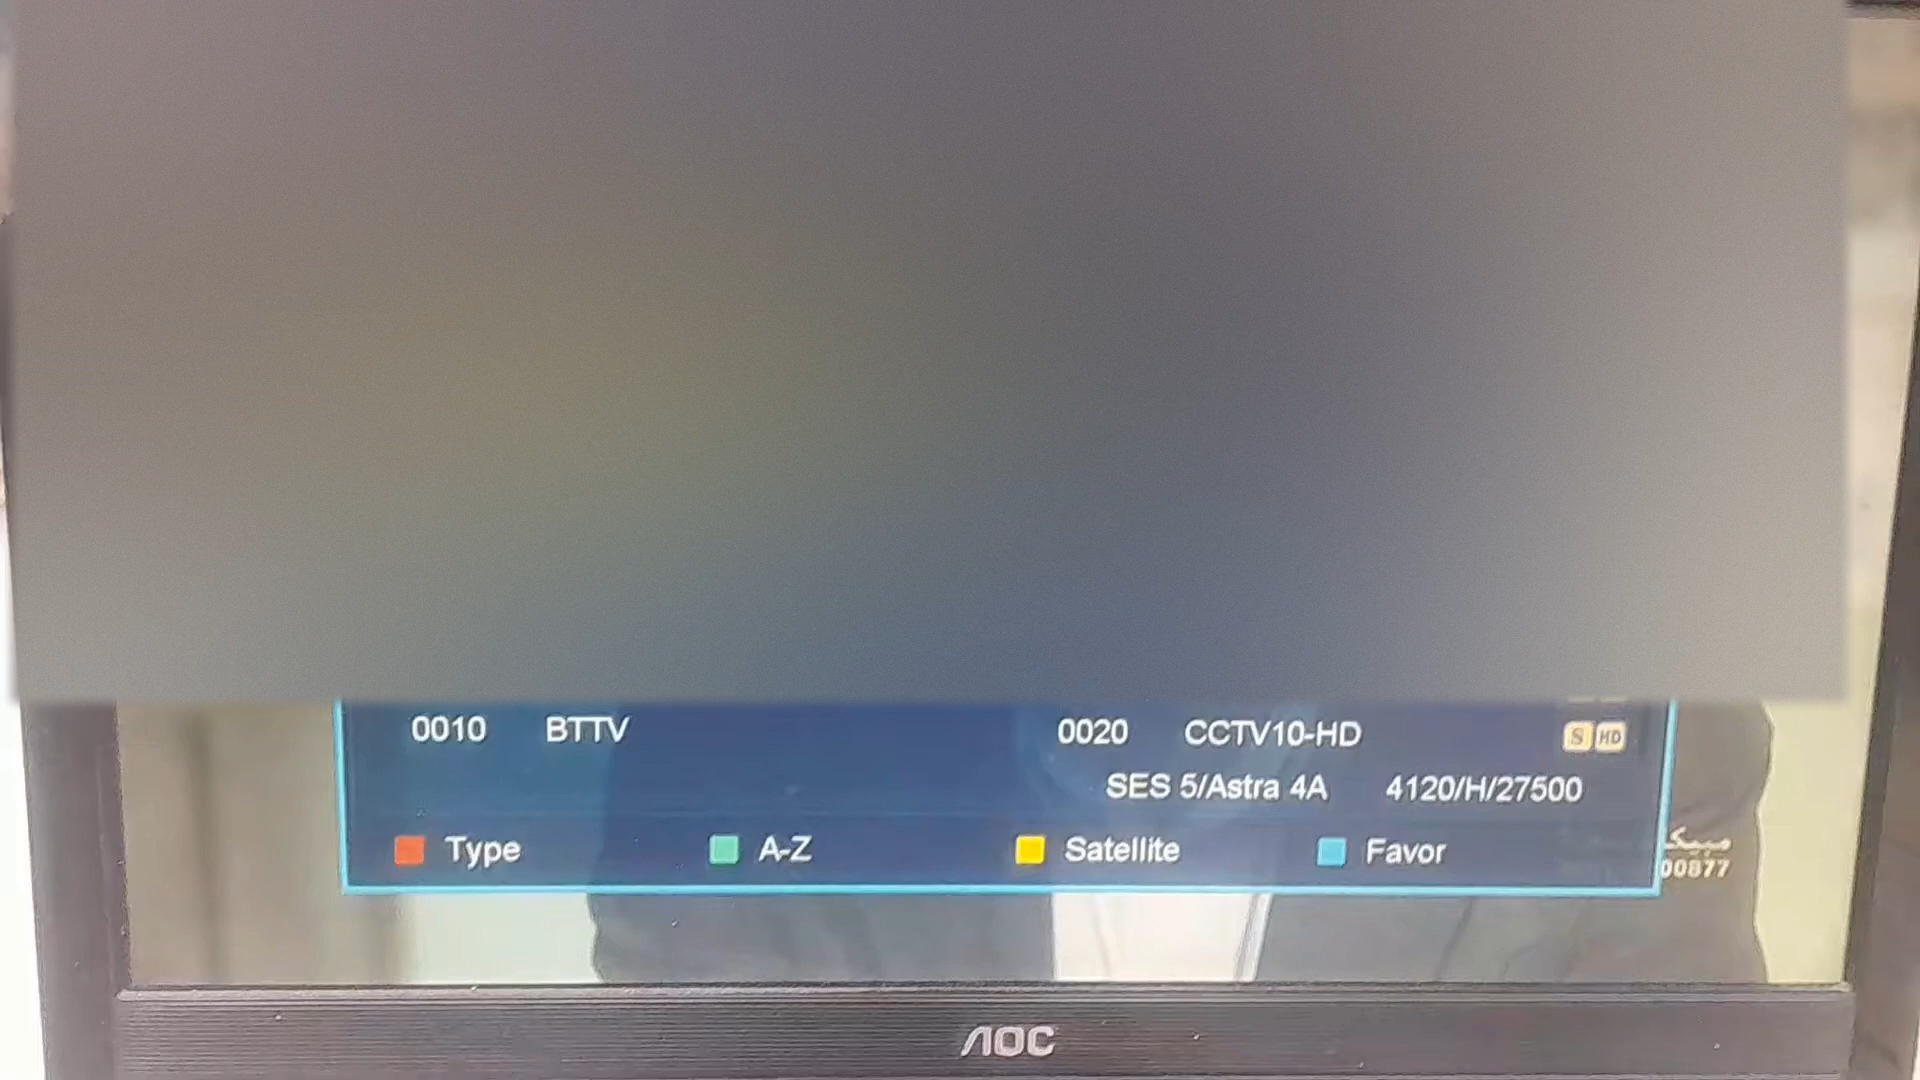 0010 BTTV 0020 CCTV10-HD S HD
SES 5/Astra 4A 4120/H/27500
Type A-Z Satellite Favor
00877
AOC